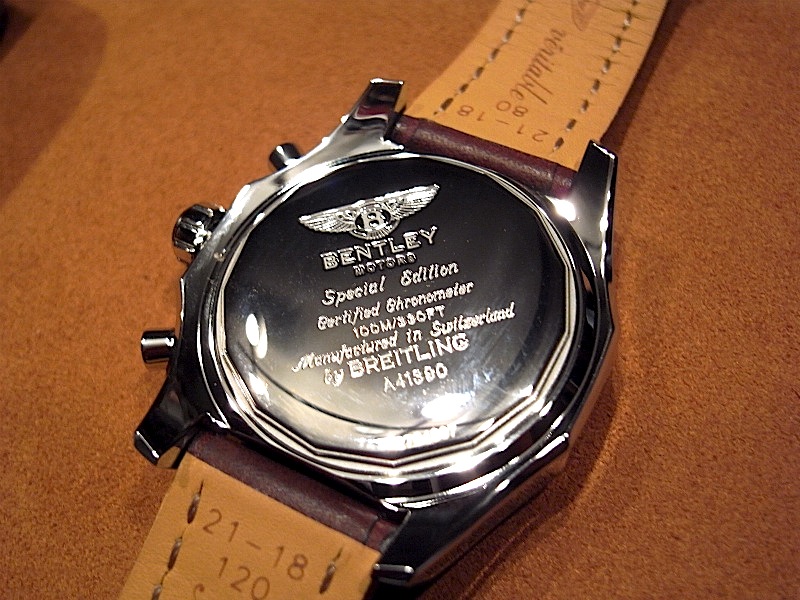 véritable
21-18
80
B
BENTLEY
MOTORS
Special Edition
Certified Chronometer
100M/330FT
Manufactured in Switzerland
by BREITLING
A41390
21-18
120